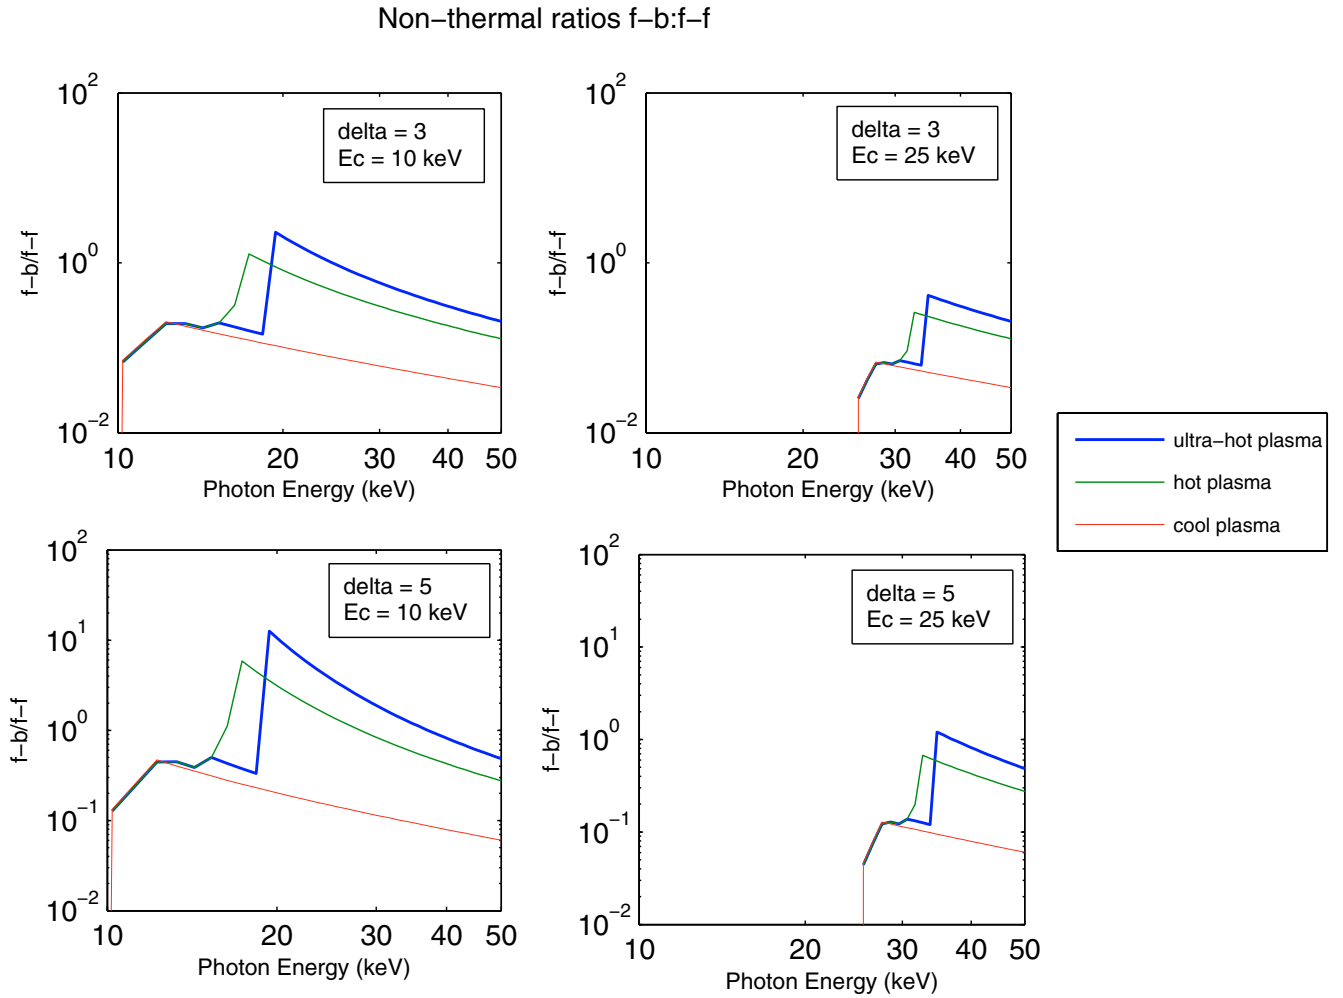 Non−thermal ratios f−b:f−f
10^2
10^0
10^−2
f−b/f−f
delta = 3
Ec = 10 keV
10 20 30 40 50
Photon Energy (keV)
10^2
10^0
10^−2
f−b/f−f
delta = 3
Ec = 25 keV
10 20 30 40 50
Photon Energy (keV)
ultra−hot plasma
hot plasma
cool plasma
10^2
10^1
10^0
10^−1
10^−2
f−b/f−f
delta = 5
Ec = 10 keV
10 20 30 40 50
Photon Energy (keV)
10^2
10^1
10^0
10^−1
10^−2
f−b/f−f
delta = 5
Ec = 25 keV
10 20 30 40 50
Photon Energy (keV)